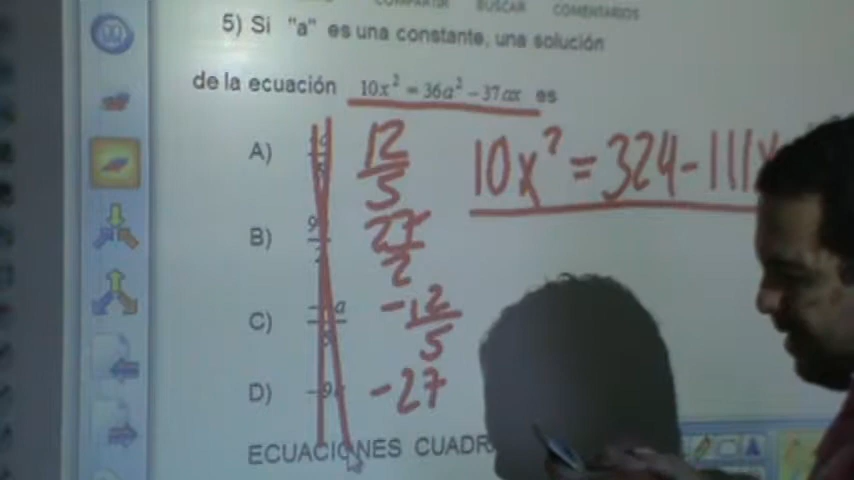 COMPARTIR BUSCAR COMENTARIOS
5) Si "a" es una constante, una solución
de la ecuación 10x² = 36a² − 37ax es
10x² = 324 - 111x
A) 12/5
B) 27/2
C) -12/5
D) -27
ECUACIONES CUADR